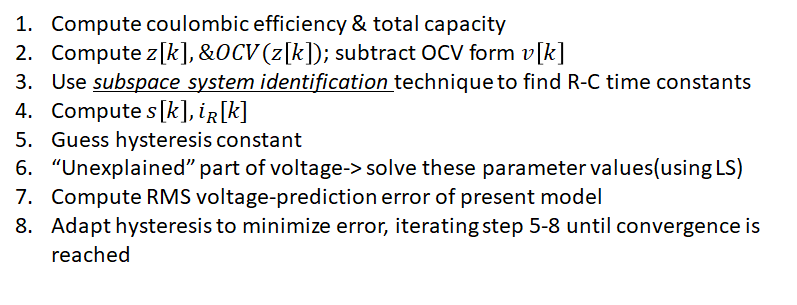 1. Compute coulombic efficiency & total capacity
2. Compute z[k], &OCV(z[k]); subtract OCV form v[k]
3. Use subspace system identification technique to find R-C time constants
4. Compute s[k], i_R[k]
5. Guess hysteresis constant
6. “Unexplained” part of voltage-> solve these parameter values(using LS)
7. Compute RMS voltage-prediction error of present model
8. Adapt hysteresis to minimize error, iterating step 5-8 until convergence is
reached